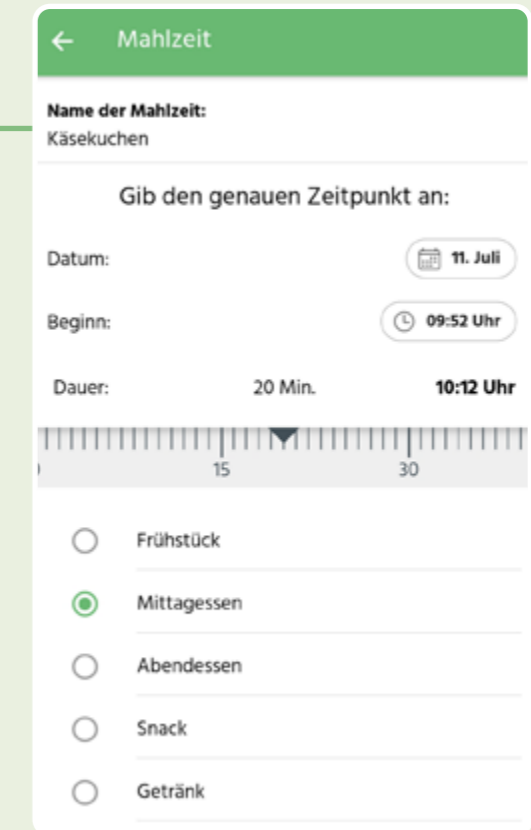 Mahlzeit
Name der Mahlzeit:
Käsekuchen
Gib den genauen Zeitpunkt an:
Datum: 11. Juli
Beginn: 09:52 Uhr
Dauer: 20 Min. 10:12 Uhr
15 30
Frühstück
Mittagessen
Abendessen
Snack
Getränk